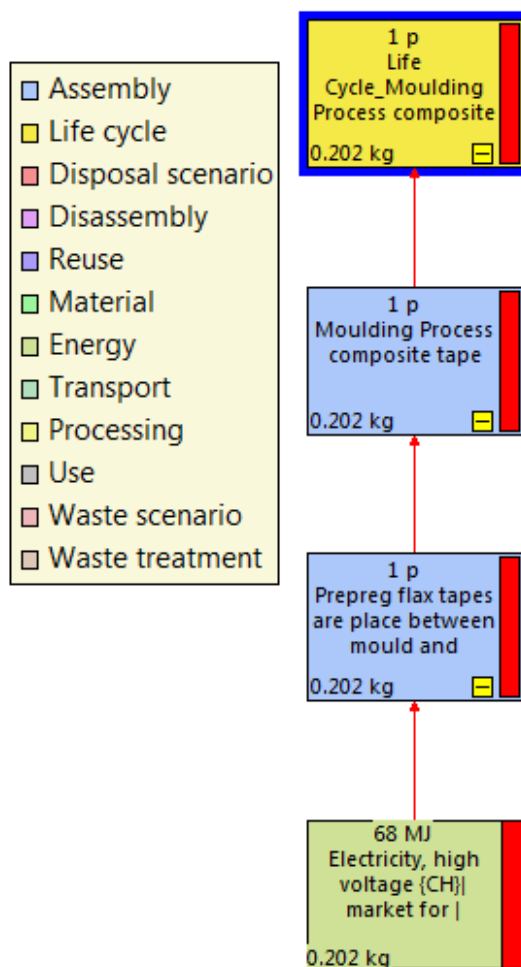 Assembly
Life cycle
Disposal scenario
Disassembly
Reuse
Material
Energy
Transport
Processing
Use
Waste scenario
Waste treatment
1 p
Life
Cycle_Moulding
Process composite
0.202 kg
1 p
Moulding Process
composite tape
0.202 kg
1 p
Prepreg flax tapes
are place between
mould and
0.202 kg
68 MJ
Electricity, high
voltage {CH}|
market for |
0.202 kg